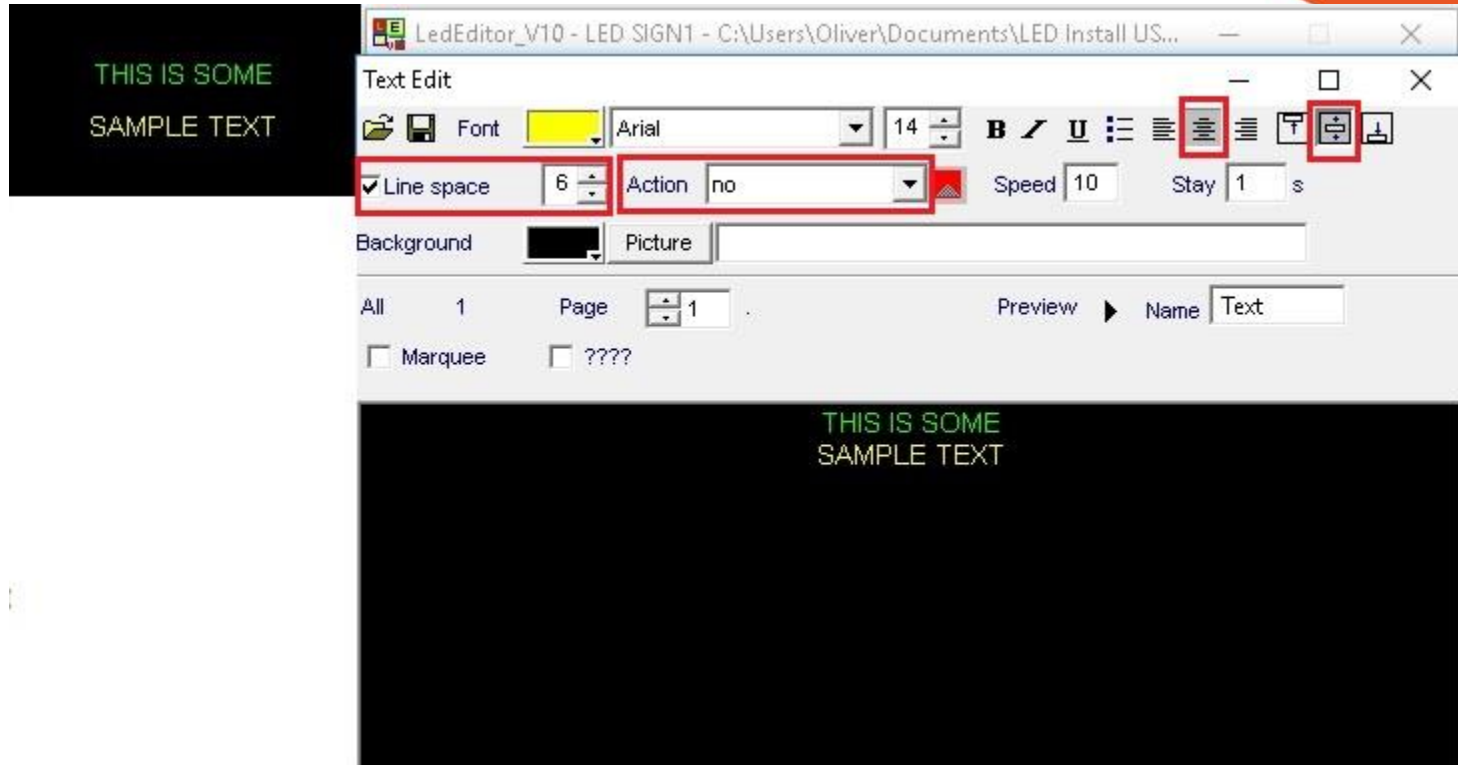 THIS IS SOME
SAMPLE TEXT
LedEditor_V10 - LED SIGN1 - C:\Users\Oliver\Documents\LED Install US...
Text Edit
Font Arial 14 B I U
Line space 6 Action no Speed 10 Stay 1 s
Background Picture
All 1 Page 1 . Preview Name Text
Marquee ????
THIS IS SOME
SAMPLE TEXT